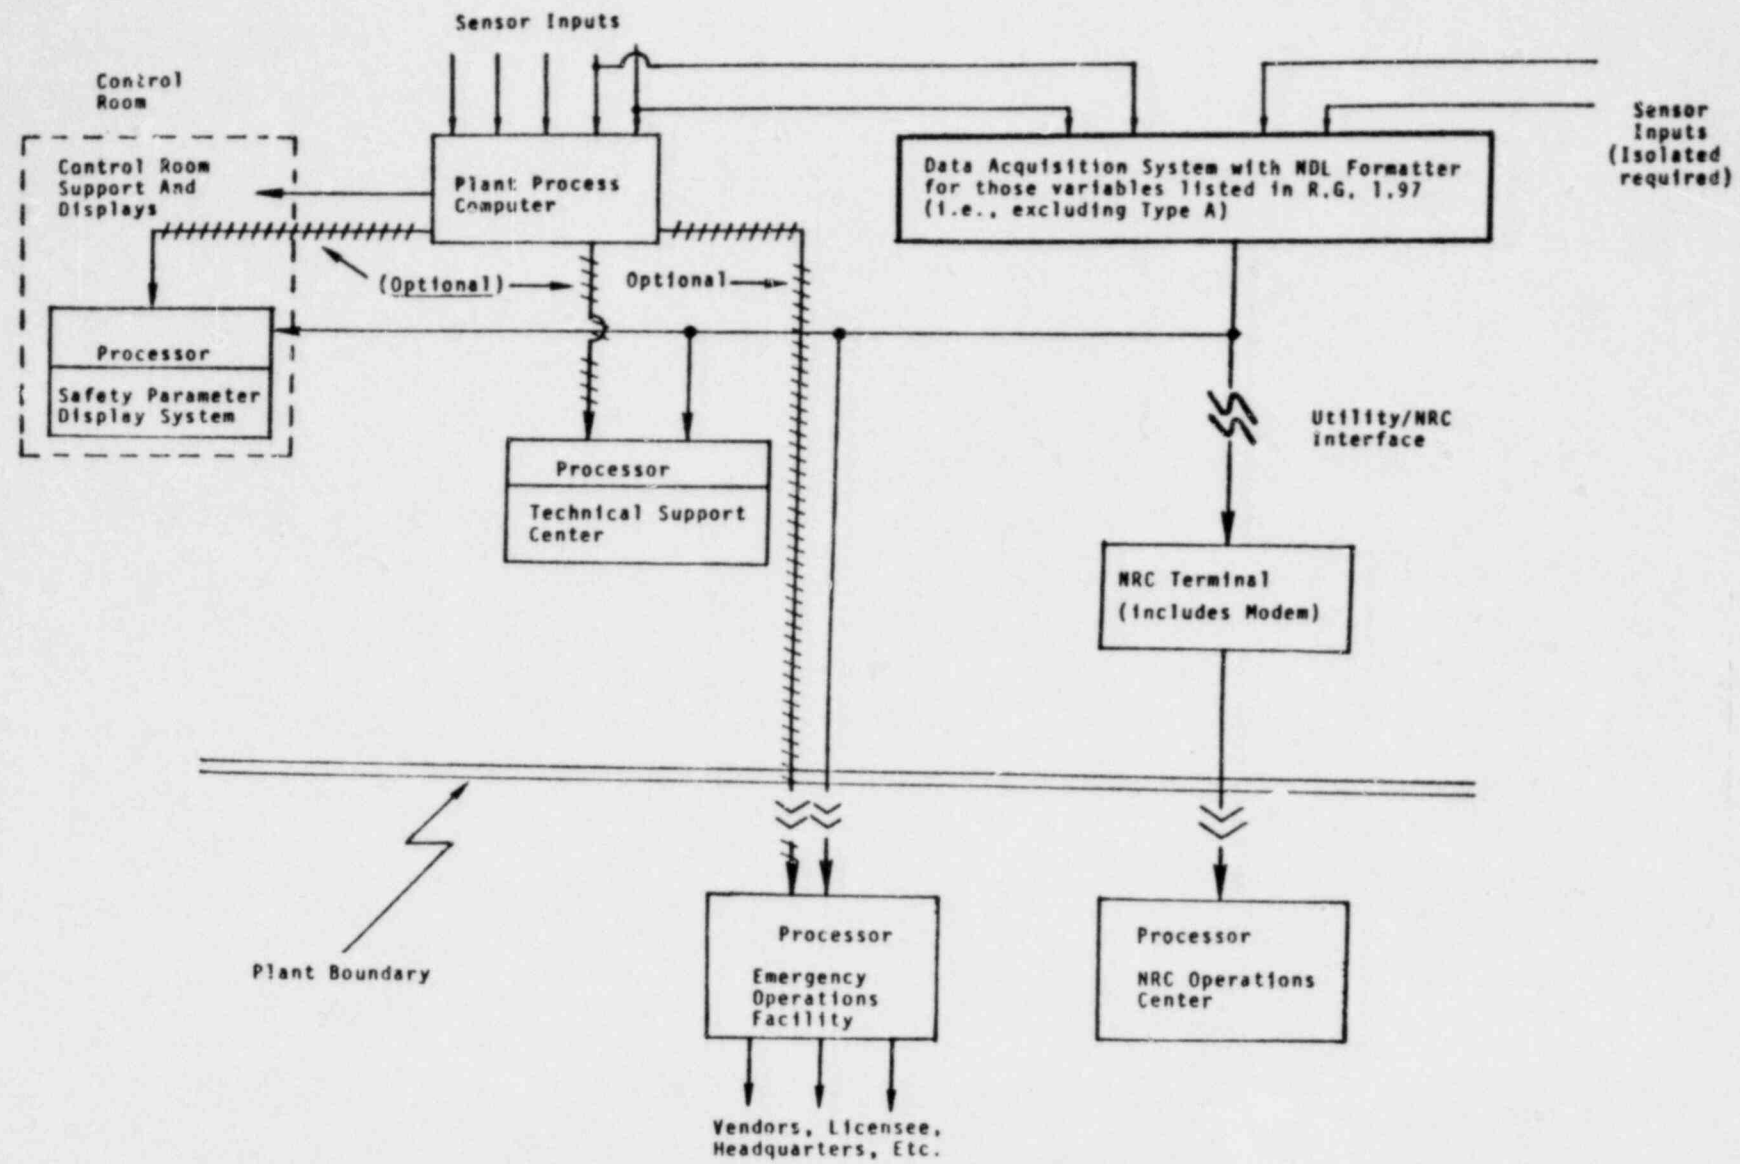 Sensor Inputs
Control
Room
Control Room
Support And
Displays
Plant Process
Computer
Data Acquisition System with NDL Formatter
for those variables listed in R.G. 1.97
(i.e., excluding Type A)
Sensor
Inputs
(Isolated
required)
(Optional)
Optional
Processor
Safety Parameter
Display System
Utility/NRC
interface
Processor
Technical Support
Center
NRC Terminal
(includes Modem)
Plant Boundary
Processor
Emergency
Operations
Facility
Processor
NRC Operations
Center
Vendors, Licensee,
Headquarters, Etc.